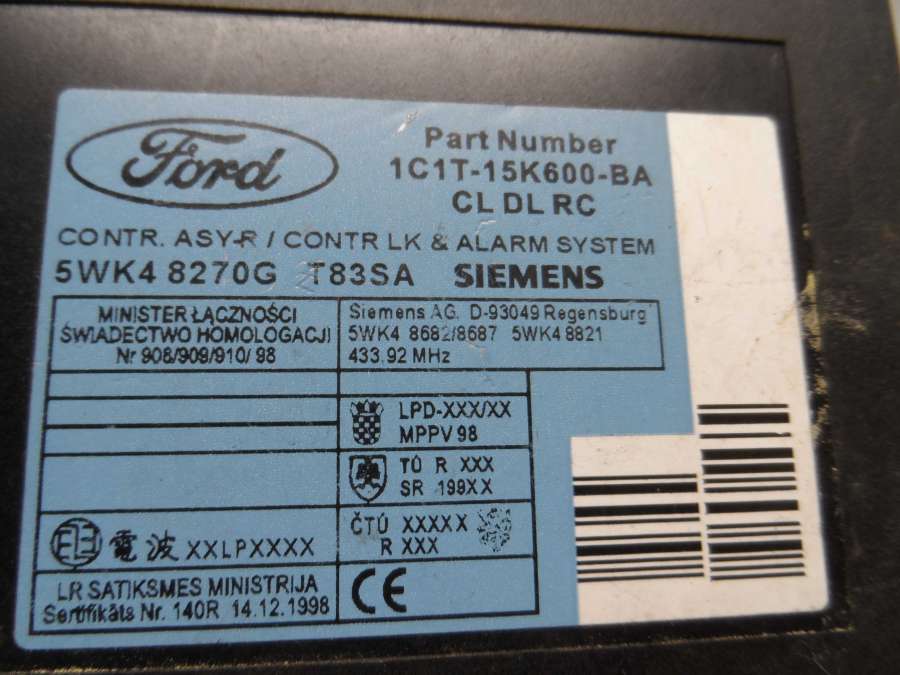 Ford
Part Number
1C1T-15K600-BA
CL DL RC
CONTR. ASY-R / CONTR LK & ALARM SYSTEM
5WK4 8270G T83SA SIEMENS
MINISTER ŁĄCZNOŚCI
ŚWIADECTWO HOMOLOGACJI
Nr 908/909/910/ 98
Siemens AG. D-93049 Regensburg
5WK4 8682/8687 5WK4 8821
433.92 MHz
LPD-XXX/XX
MPPV 98
TÚ R XXX
SR 199XX
ČTÚ XXXXX
R XXX
電波 XXLPXXXX
LR SATIKSMES MINISTRIJA
Sertifikāts Nr. 140R 14.12.1998
CE